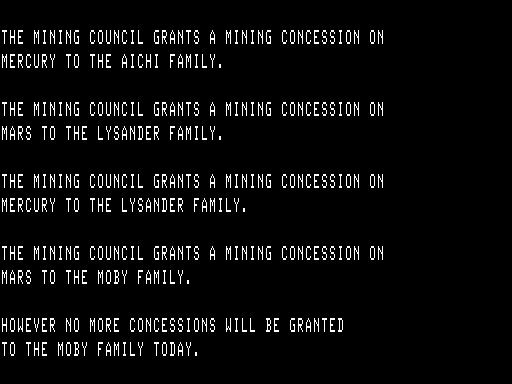 THE MINING COUNCIL GRANTS A MINING CONCESSION ON
MERCURY TO THE AICHI FAMILY.
THE MINING COUNCIL GRANTS A MINING CONCESSION ON
MARS TO THE LYSANDER FAMILY.
THE MINING COUNCIL GRANTS A MINING CONCESSION ON
MERCURY TO THE LYSANDER FAMILY.
THE MINING COUNCIL GRANTS A MINING CONCESSION ON
MARS TO THE MOBY FAMILY.
HOWEVER NO MORE CONCESSIONS WILL BE GRANTED
TO THE MOBY FAMILY TODAY.